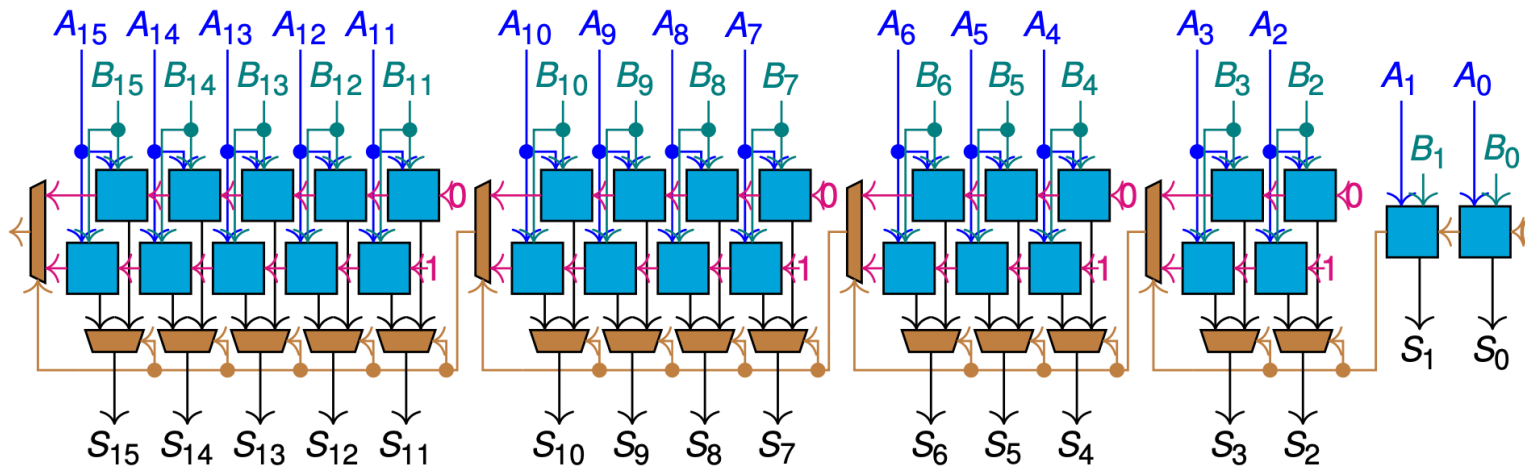 A15 A14 A13 A12 A11 A10 A9 A8 A7 A6 A5 A4 A3 A2
B15 B14 B13 B12 B11 B10 B9 B8 B7 B6 B5 B4 B3 B2 A1 A0
B1 B0
0 0 0 0
1 1 1 1
S1 S0
S15 S14 S13 S12 S11 S10 S9 S8 S7 S6 S5 S4 S3 S2